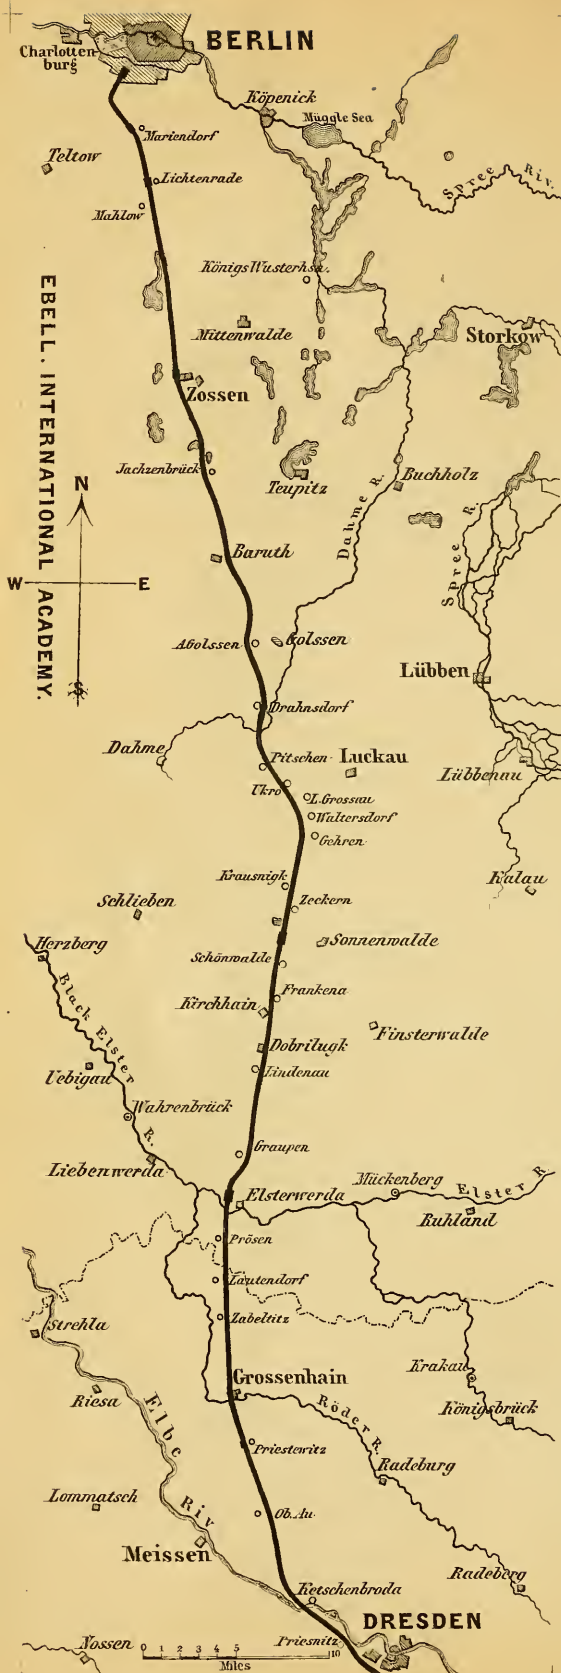 BERLIN
Charlotten-
burg
Köpenick
Müggle Sea
Mariendorf
Teltow
Lichtenrade
Spree Riv.
Mahlow
Königs Wusterhsn.
Mittenwalde
Storkow
Zossen
Jachzenbrück
Teupitz
Buchholz
Dahme R.
Spree R.
EBELL. INTERNATIONAL ACADEMY.
N
W
E
S
Baruth
A.Golssen
Golssen
Lübben
Drahnsdorf
Dahme
Pitschen
Luckau
Lübbenau
Ukro
L.Grossau
Waltersdorf
Gehren
Krausnigk
Kalau
Zeckern
Schlieben
Herzberg
Sonnenwalde
Schönwalde
Black Elster R.
Frankena
Kirchhain
Finsterwalde
Dobrilugk
Uebigau
Lindenau
Wahrenbrück
Graupen
Liebenwerda
Mückenberg
Elster R
Elsterwerda
Ruhland
Prösen
Lautendorf
Zabeltitz
Strehla
Krakau
Grossenhain
Riesa
Königsbrück
Röder R.
Elbe Riv
Priestewitz
Radeburg
Lommatsch
Ob.Au
Meissen
Radeberg
Ketschenbroda
DRESDEN
Priesnitz
Nossen
0 1 2 3 4 5 10
Miles